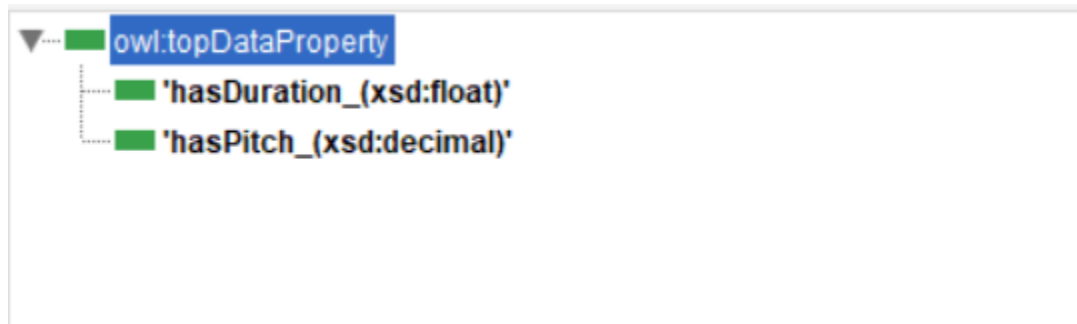 owl:topDataProperty
'hasDuration_(xsd:float)'
'hasPitch_(xsd:decimal)'